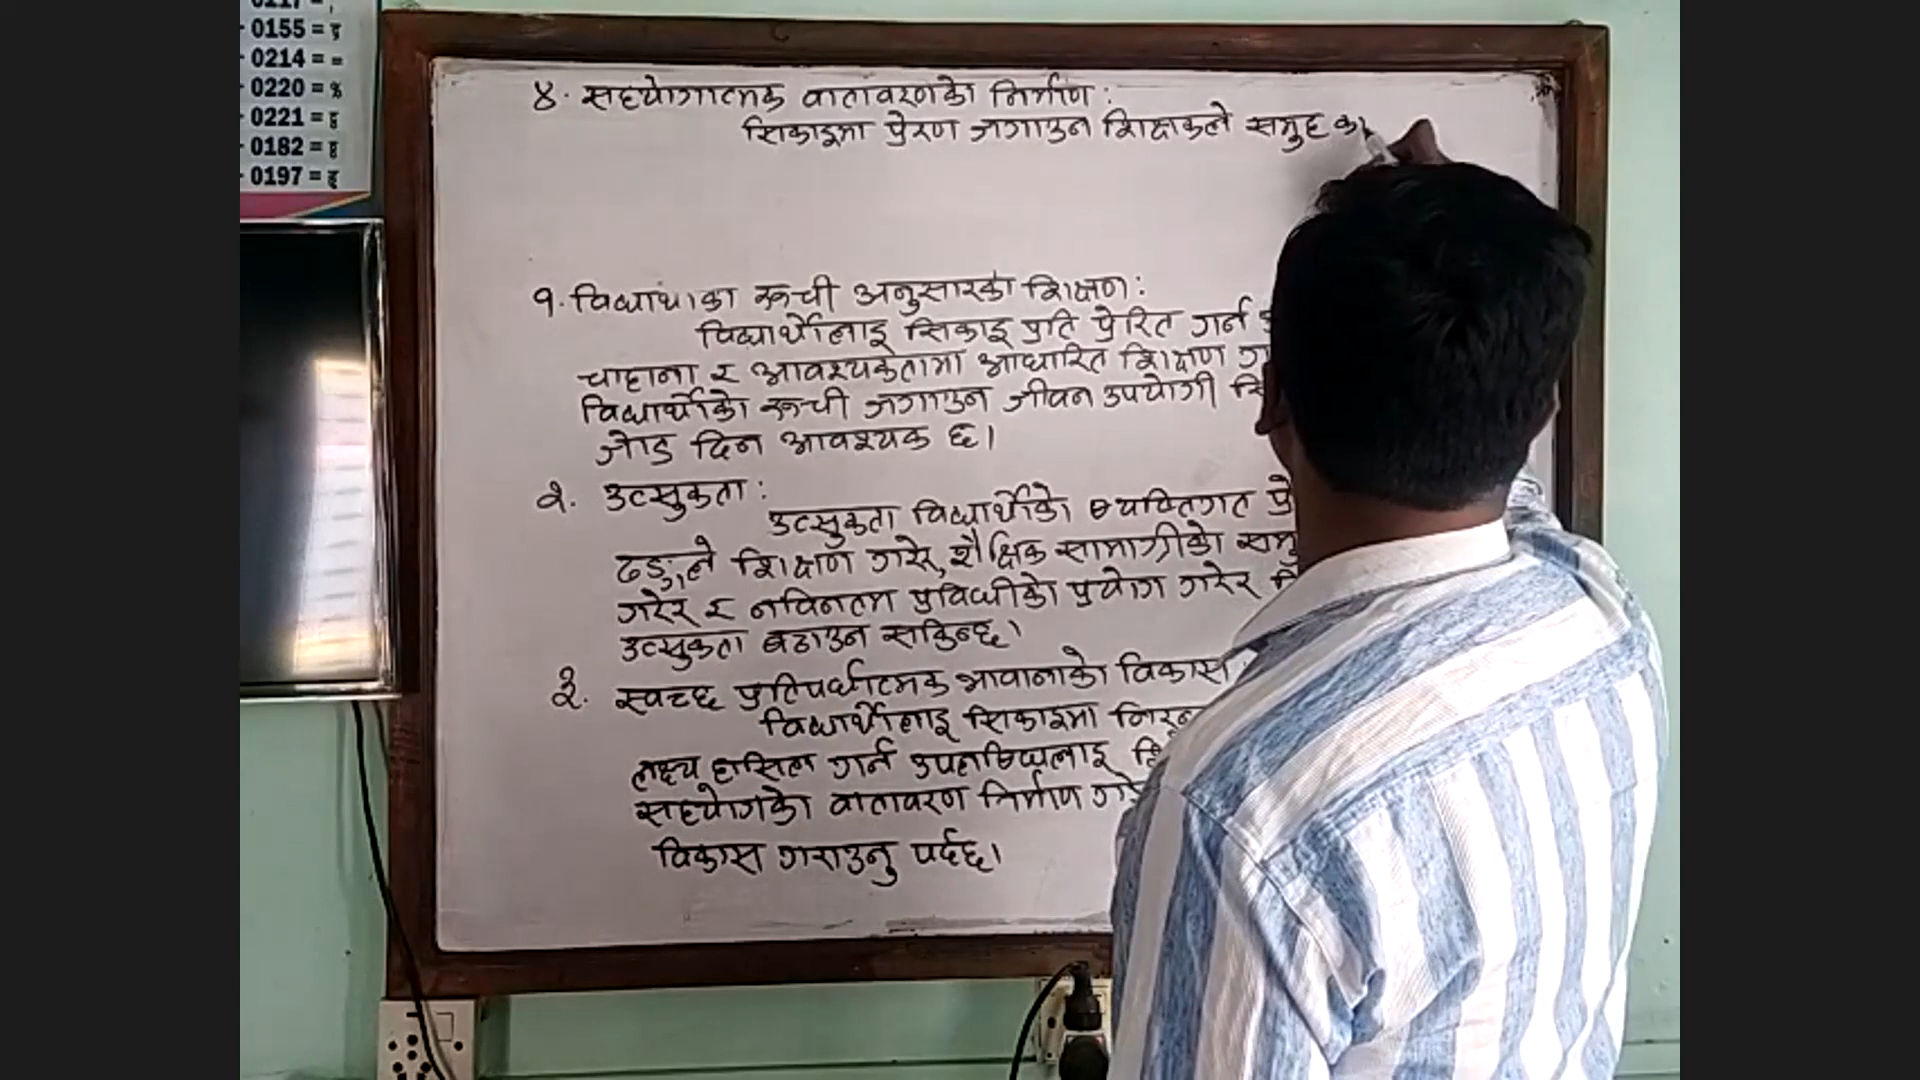 0155 =
0214 =
0220 =
0221 =
0182 =
0197 =
४. सहयोगात्मक वातावरणको निर्माण:
सिकाइमा प्रेरणा जगाउन शिक्षकले समुह
१. विद्यार्थीका रूची अनुसारको शिक्षण:
विद्यार्थीलाइ सिकाइ प्रति प्रेरित गर्न
चाहाना र आवश्यकतामा आधारित शिक्षण
विद्यार्थीको रूची जगाउन जीवन उपयोगी
जोड दिन आवश्यक छ।
२. उत्सुकता:
उत्सुकता विद्यार्थीको व्यक्तिगत
ढङ्गले शिक्षण गरेर, शैक्षिक सामाग्रीको
गरेर र नविनतम प्रविधीको प्रयोग गरेर
उत्सुकता बढाउन सकिन्छ।
३. स्वच्छ प्रतिपर्धात्मक भावानाको विकास
विद्यार्थीलाइ सिकाइमा
लक्ष्य हासिल गर्न उपलब्धिलाइ
सहयोगको वातावरण निर्माण
विकास गराउनु पर्दछ।